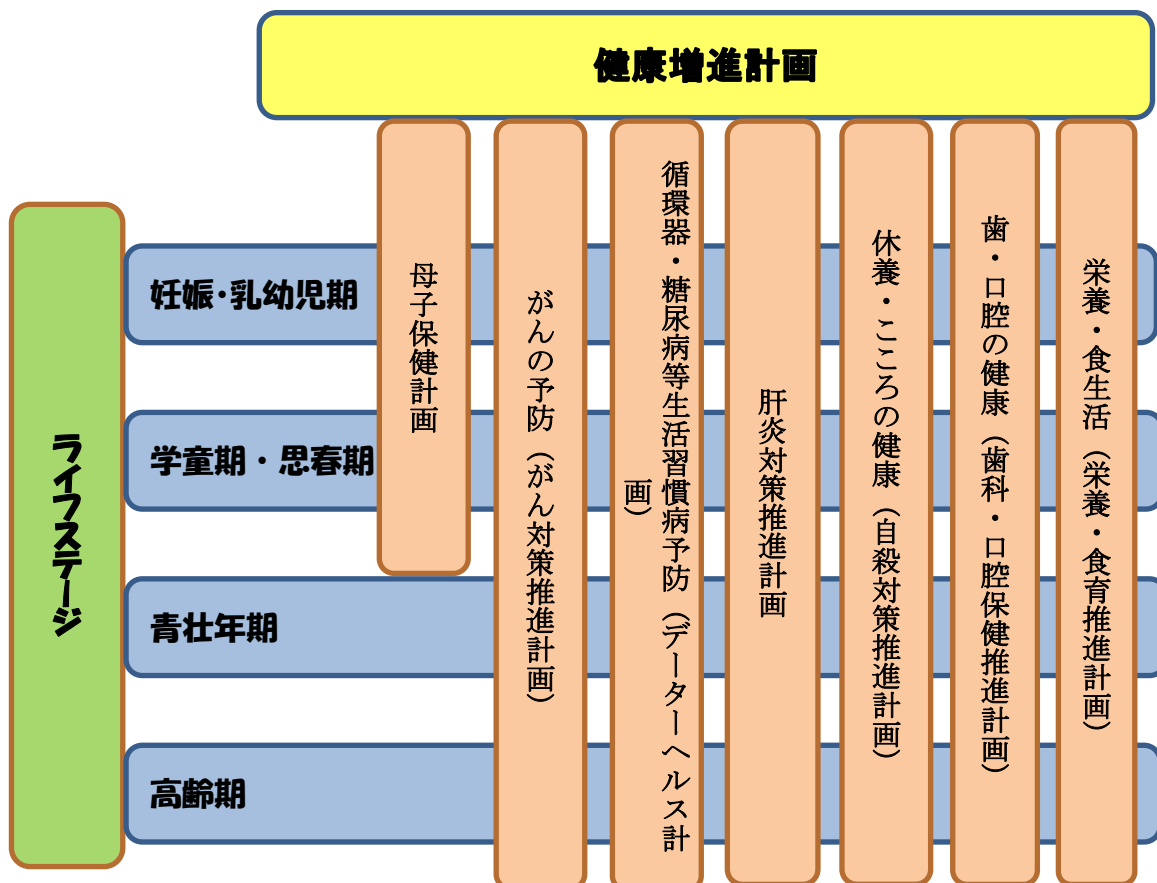 健康増進計画
ライフステージ
妊娠・乳幼児期
学童期・思春期
青壮年期
高齢期
母子保健計画
がんの予防（がん対策推進計画）
循環器・糖尿病等生活習慣病予防（データーヘルス計
画）
肝炎対策推進計画
休養・こころの健康（自殺対策推進計画）
歯・口腔の健康（歯科・口腔保健推進計画）
栄養・食生活（栄養・食育推進計画）